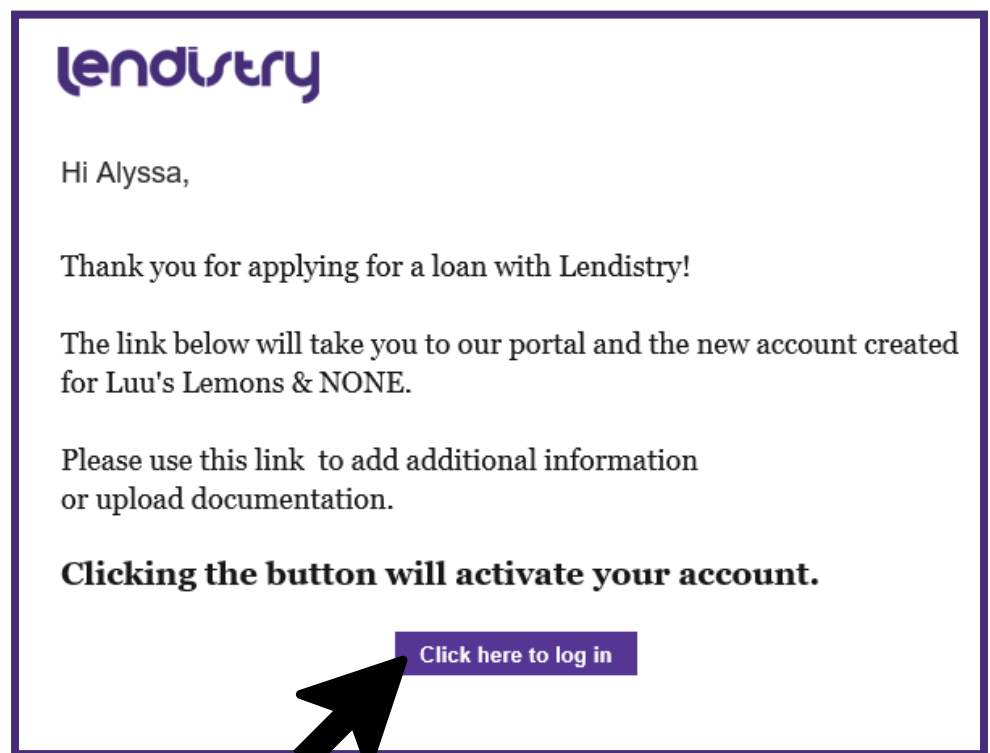 lendistry
Hi Alyssa,
Thank you for applying for a loan with Lendistry!
The link below will take you to our portal and the new account created
for Luu's Lemons & NONE.
Please use this link  to add additional information
or upload documentation.
Clicking the button will activate your account.
Click here to log in